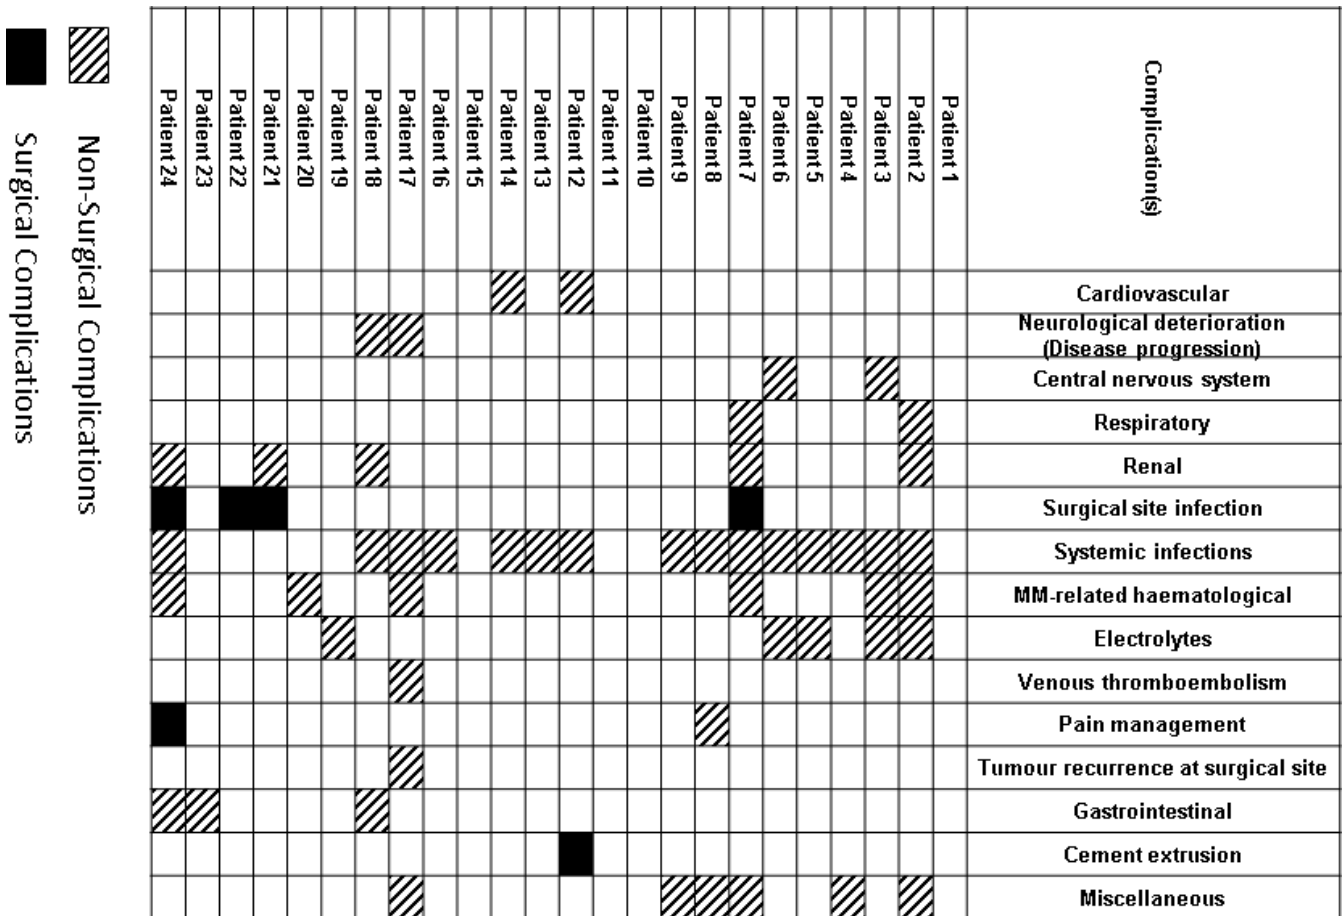 Complication(s)
Patient 1
Patient 2
Patient 3
Patient 4
Patient 5
Patient 6
Patient 7
Patient 8
Patient 9
Patient 10
Patient 11
Patient 12
Patient 13
Patient 14
Patient 15
Patient 16
Patient 17
Patient 18
Patient 19
Patient 20
Patient 21
Patient 22
Patient 23
Patient 24
Cardiovascular
Neurological deterioration
(Disease progression)
Central nervous system
Respiratory
Renal
Surgical site infection
Systemic infections
MM-related haematological
Electrolytes
Venous thromboembolism
Pain management
Tumour recurrence at surgical site
Gastrointestinal
Cement extrusion
Miscellaneous
Non-Surgical Complications
Surgical Complications